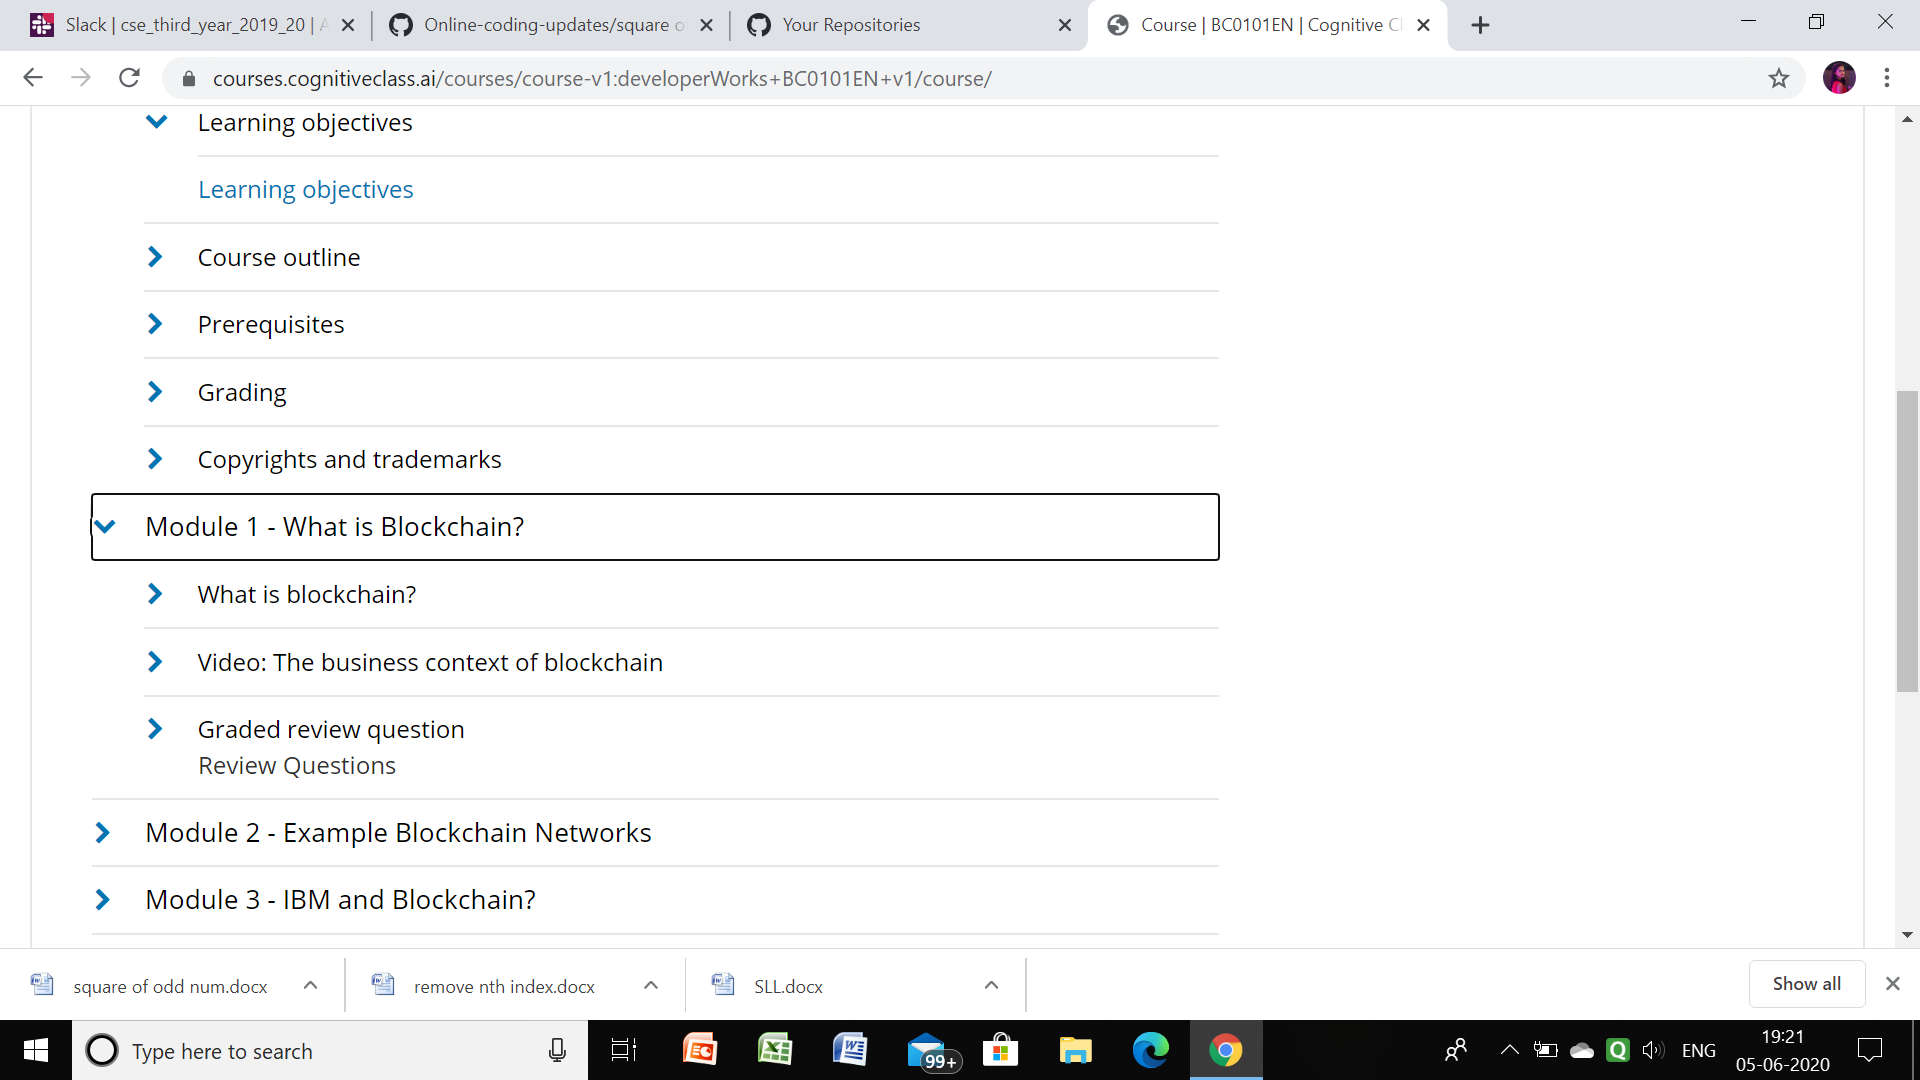 Slack | cse_third_year_2019_20 |
Online-coding-updates/square o
Your Repositories
Course | BC0101EN | Cognitive Cl
courses.cognitiveclass.ai/courses/course-v1:developerWorks+BC0101EN+v1/course/
Learning objectives
Learning objectives
Course outline
Prerequisites
Grading
Copyrights and trademarks
Module 1 - What is Blockchain?
What is blockchain?
Video: The business context of blockchain
Graded review question
Review Questions
Module 2 - Example Blockchain Networks
Module 3 - IBM and Blockchain?
square of odd num.docx
remove nth index.docx
SLL.docx
Show all
Type here to search
99+
ENG
19:21
05-06-2020